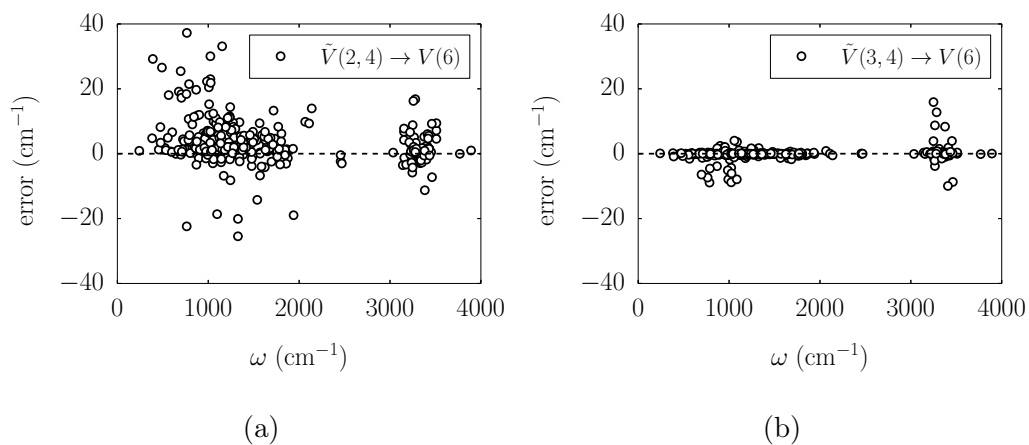 40
20
0
−20
−40
error (cm⁻¹)
Ṽ(2, 4) → V(6)
0 1000 2000 3000 4000
ω (cm⁻¹)
(a)
40
20
0
−20
−40
error (cm⁻¹)
Ṽ(3, 4) → V(6)
0 1000 2000 3000 4000
ω (cm⁻¹)
(b)